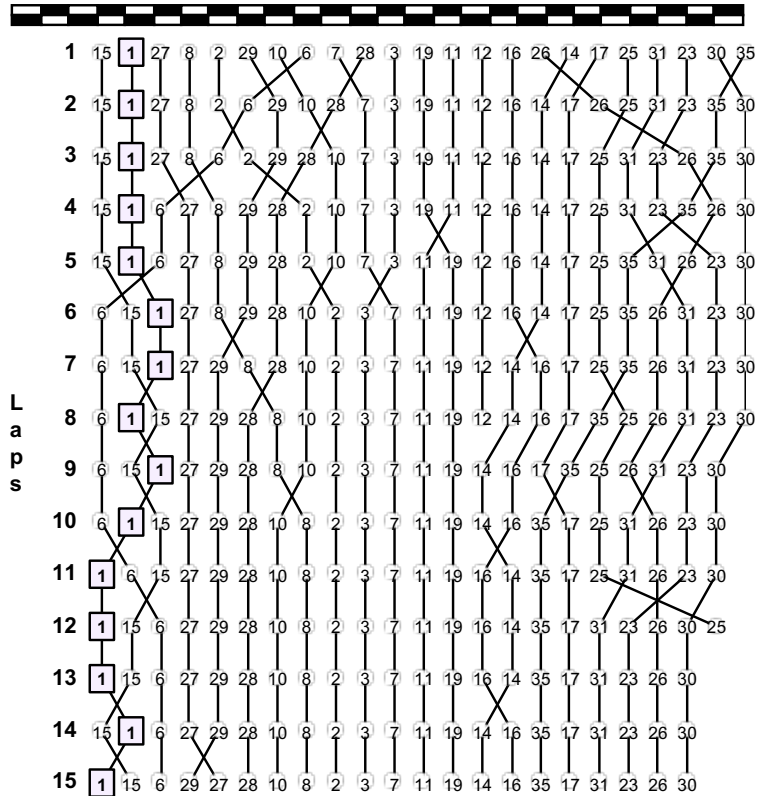 1 15 1 27 8 2 29 10 6 7 28 3 19 11 12 16 26 14 17 25 31 23 30 35
2 15 1 27 8 2 6 29 10 28 7 3 19 11 12 16 14 17 26 25 31 23 35 30
3 15 1 27 8 6 2 29 28 10 7 3 19 11 12 16 14 17 25 31 23 26 35 30
4 15 1 6 27 8 29 28 2 10 7 3 19 11 12 16 14 17 25 31 23 35 26 30
5 15 1 6 27 8 29 28 2 10 7 3 11 19 12 16 14 17 25 35 31 26 23 30
6 6 15 1 27 8 29 28 10 2 3 7 11 19 12 16 14 17 25 35 26 31 23 30
7 6 15 1 27 29 8 28 10 2 3 7 11 19 12 14 16 17 25 35 26 31 23 30
Laps
8 6 1 15 27 29 28 8 10 2 3 7 11 19 12 14 16 17 35 25 26 31 23 30
9 6 15 1 27 29 28 8 10 2 3 7 11 19 14 16 17 35 25 26 31 23 30
10 6 1 15 27 29 28 10 8 2 3 7 11 19 14 16 35 17 25 31 26 23 30
11 1 6 15 27 29 28 10 8 2 3 7 11 19 16 14 35 17 25 31 26 23 30
12 1 15 6 27 29 28 10 8 2 3 7 11 19 16 14 35 17 31 23 26 30 25
13 1 15 6 27 29 28 10 8 2 3 7 11 19 16 14 35 17 31 23 26 30
14 15 1 6 27 29 28 10 8 2 3 7 11 19 14 16 35 17 31 23 26 30
15 1 15 6 29 27 28 10 8 2 3 7 11 19 14 16 35 17 31 23 26 30